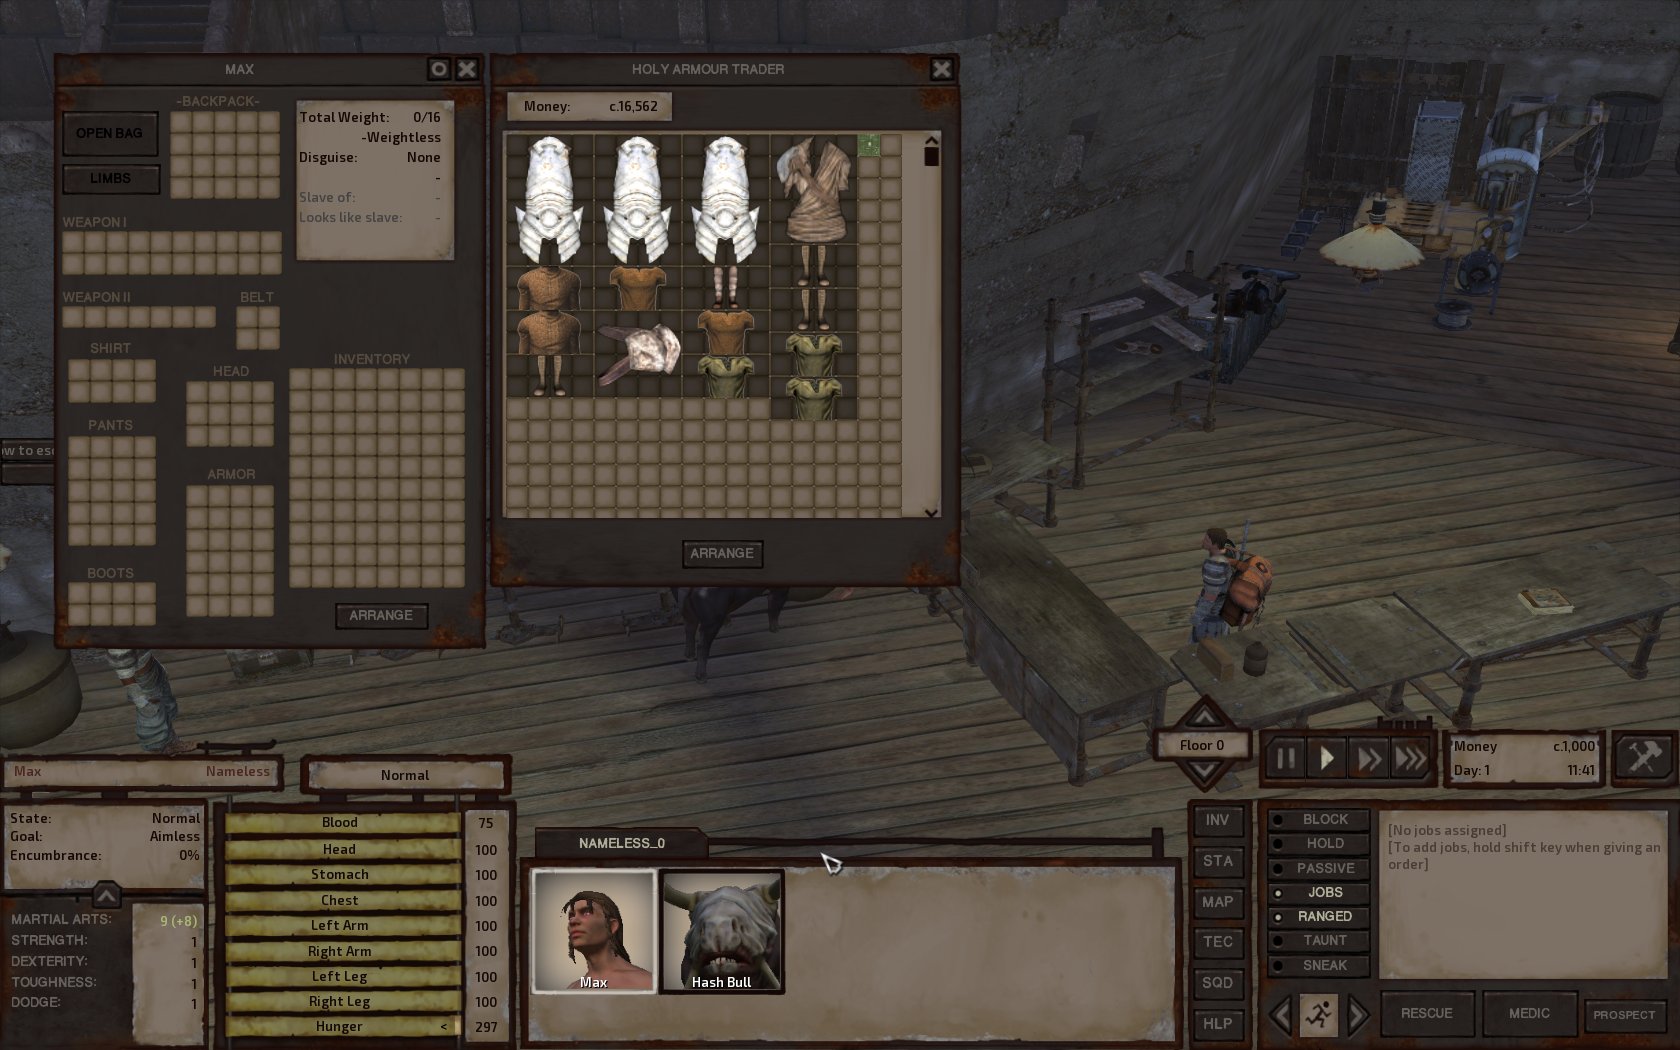 MAX
OPEN BAG
LIMBS
-BACKPACK-
Total Weight: 0/16
-Weightless
Disguise: None
-
Slave of: -
Looks like slave: -
WEAPON I
WEAPON II
BELT
SHIRT
HEAD
INVENTORY
PANTS
ARMOR
BOOTS
ARRANGE
HOLY ARMOUR TRADER
Money: c.16,562
ARRANGE
Max Nameless
Normal
State: Normal
Goal: Aimless
Encumbrance: 0%
MARTIAL ARTS: 9 (+8)
STRENGTH: 1
DEXTERITY: 1
TOUGHNESS: 1
DODGE: 1
Blood 75
Head 100
Stomach 100
Chest 100
Left Arm 100
Right Arm 100
Left Leg 100
Right Leg 100
Hunger < 297
NAMELESS_0
Max
Hash Bull
Floor 0
Money c.1,000
Day: 1 11:41
INV
STA
MAP
TEC
SQD
HLP
BLOCK
HOLD
PASSIVE
JOBS
RANGED
TAUNT
SNEAK
[No jobs assigned]
[To add jobs, hold shift key when giving an
order]
RESCUE
MEDIC
PROSPECT